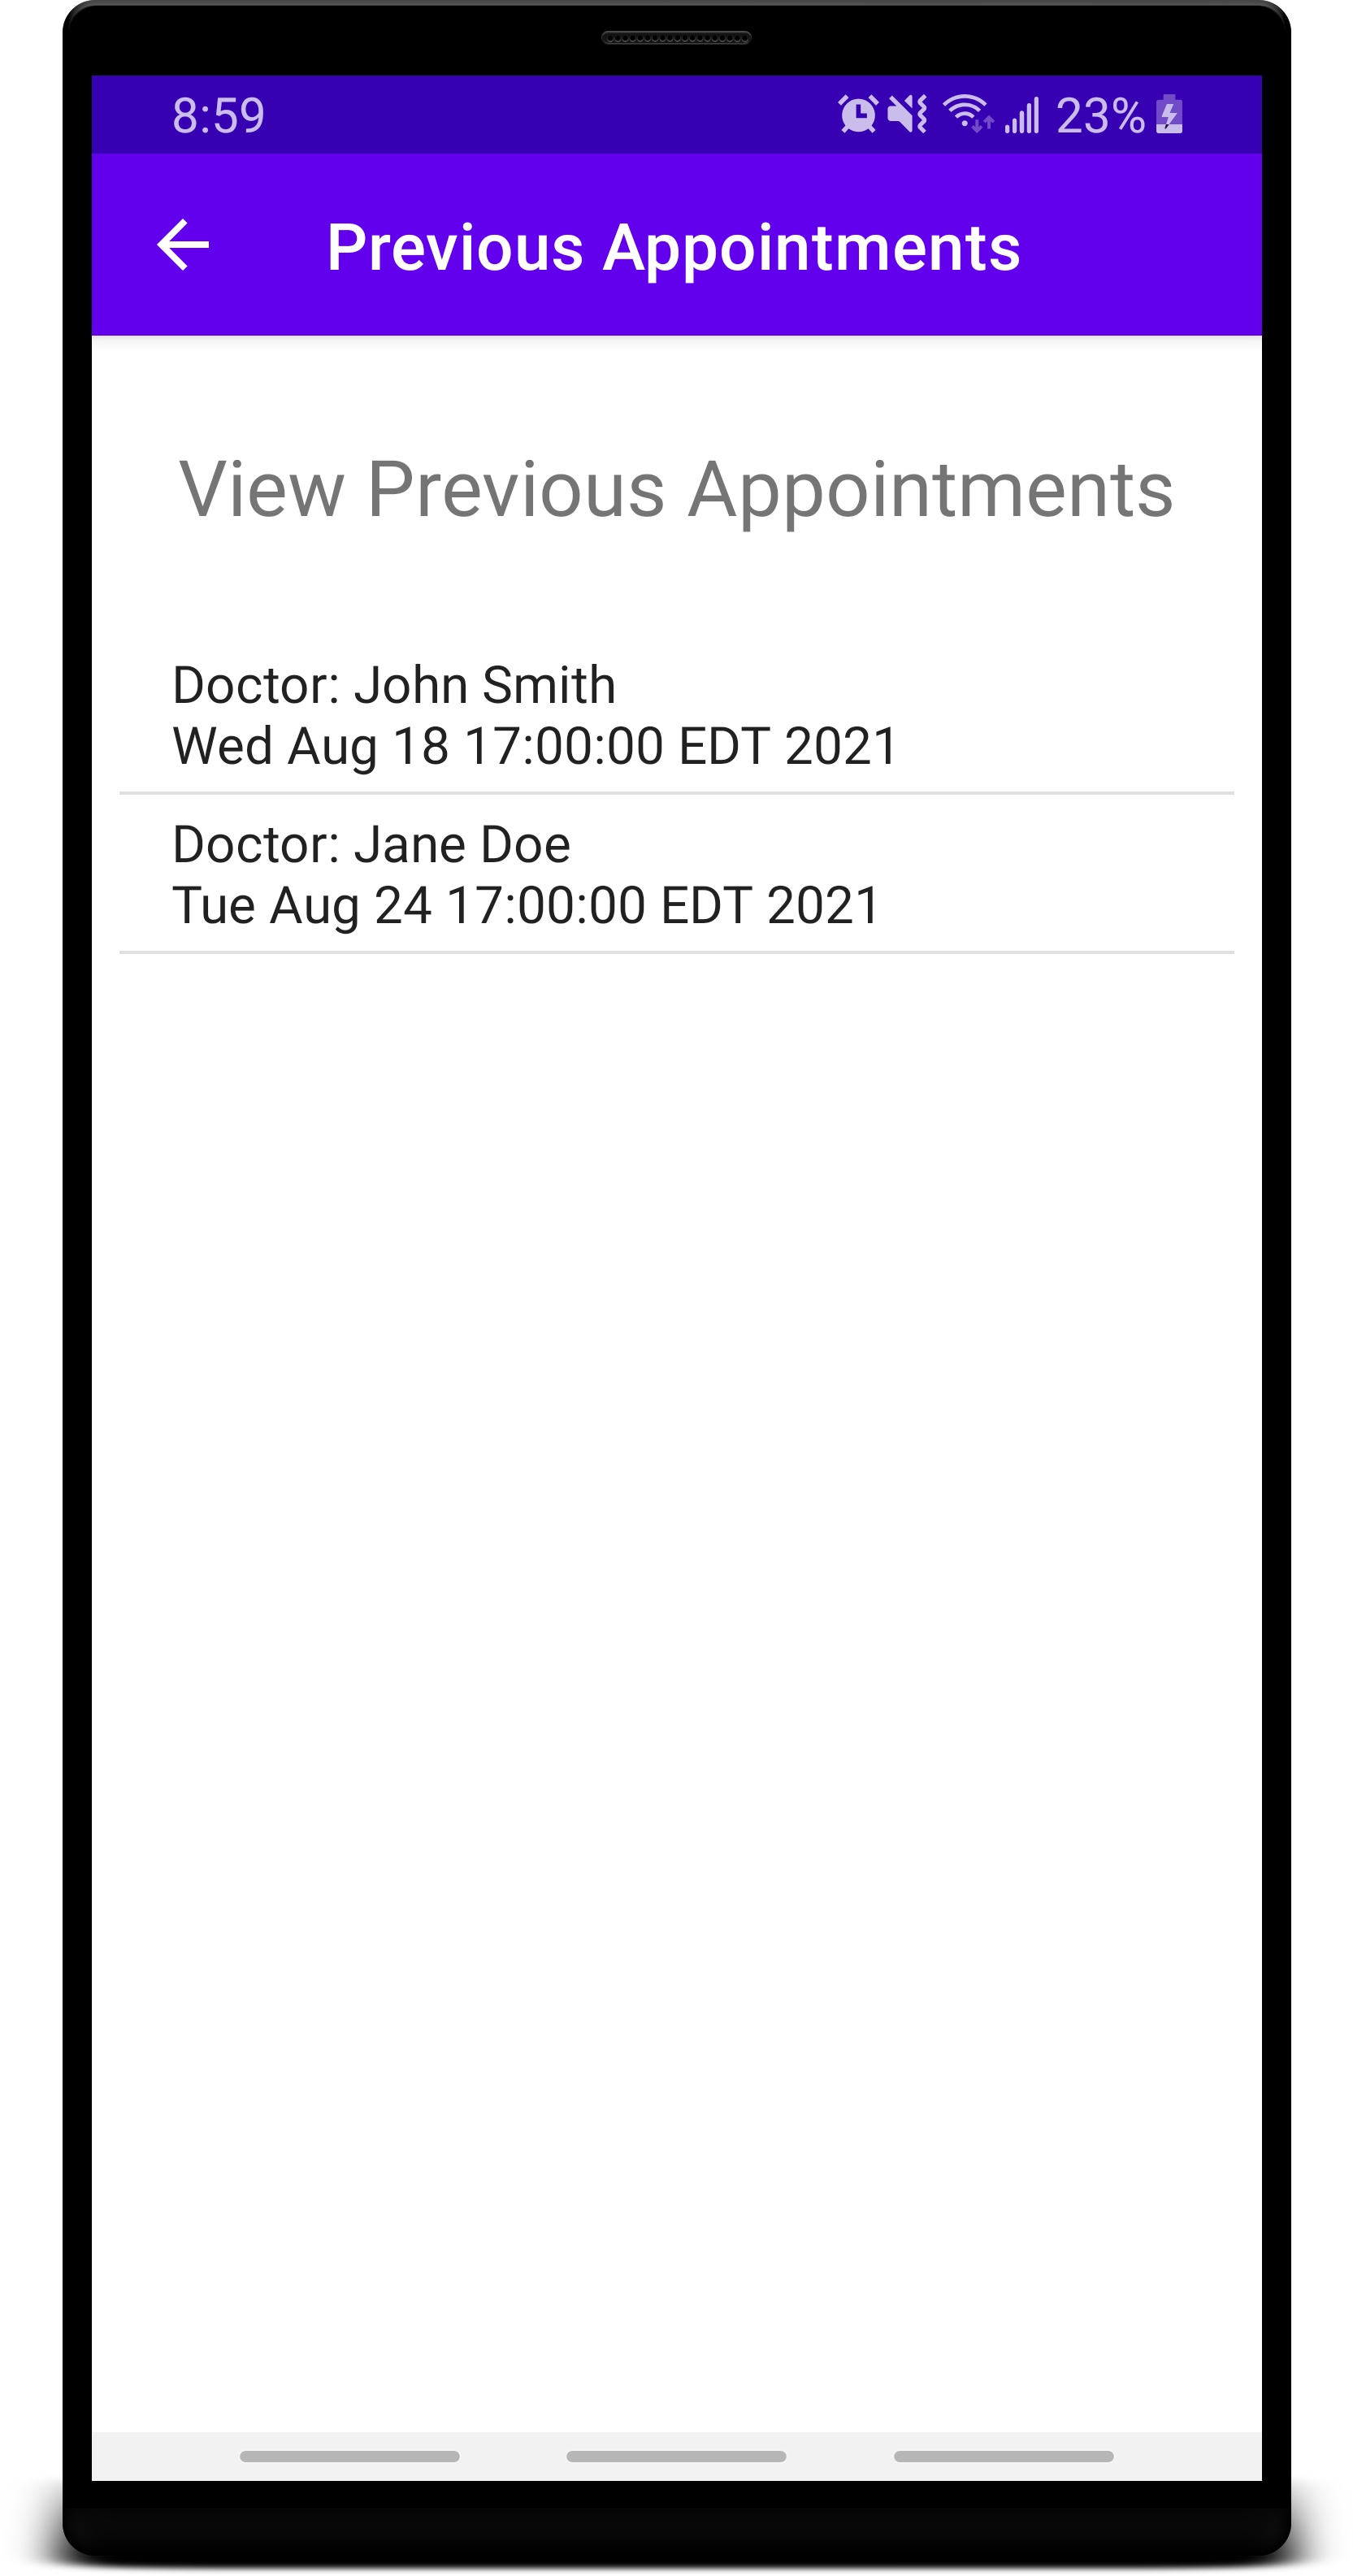 8:59 23%
Previous Appointments
View Previous Appointments
Doctor: John Smith
Wed Aug 18 17:00:00 EDT 2021
Doctor: Jane Doe
Tue Aug 24 17:00:00 EDT 2021